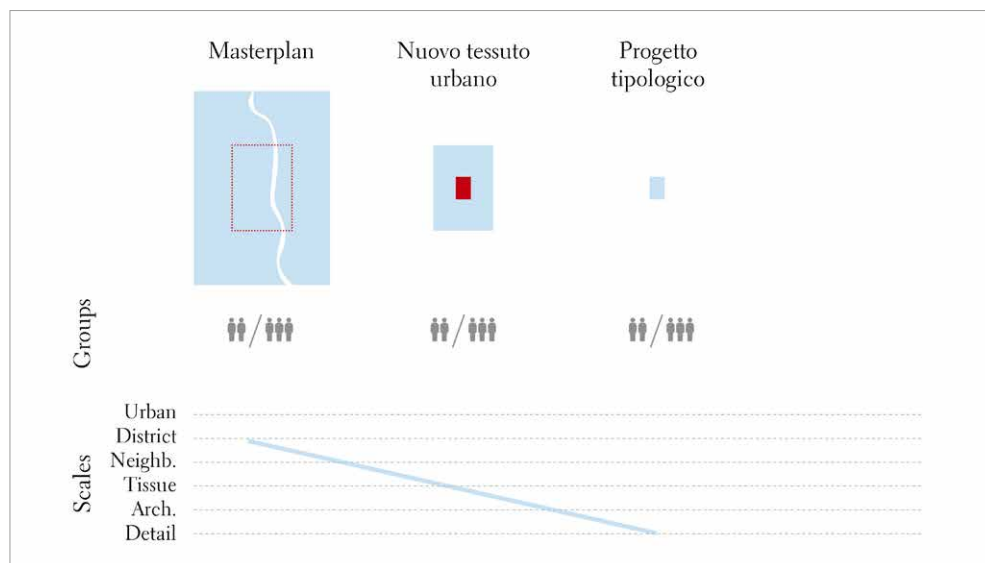 Masterplan
Nuovo tessuto
urbano
Progetto
tipologico
Groups
Scales
Urban
District
Neighb.
Tissue
Arch.
Detail